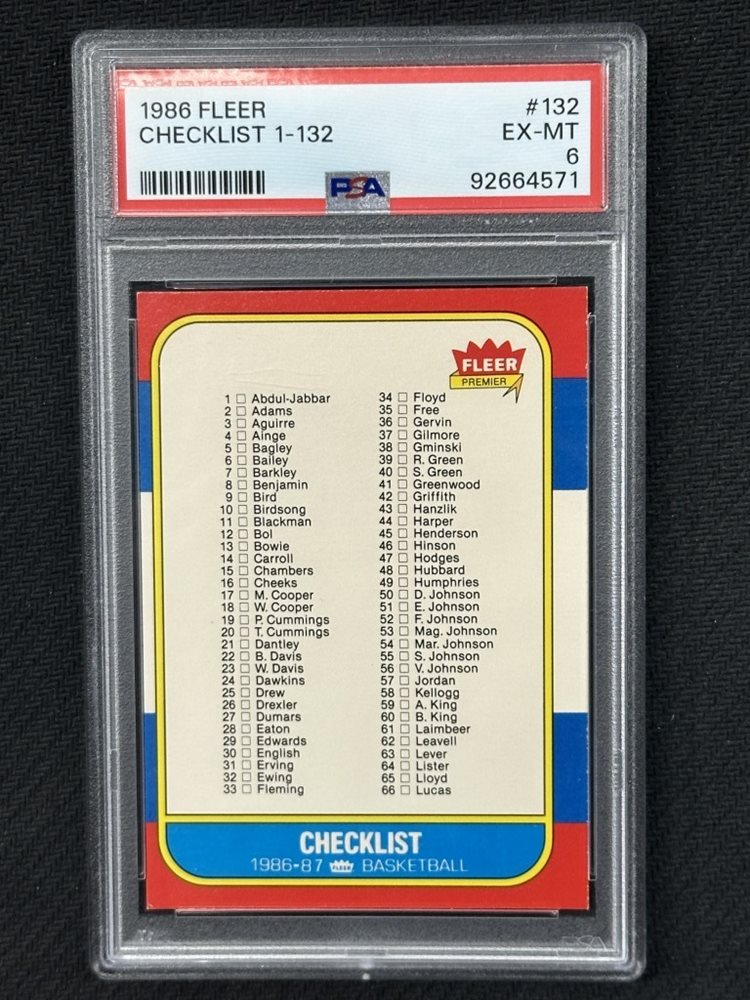 1986 FLEER #132
CHECKLIST 1-132 EX-MT
6
PSA 92664571
FLEER
PREMIER
1 □ Abdul-Jabbar
2 □ Adams
3 □ Aguirre
4 □ Ainge
5 □ Bagley
6 □ Bailey
7 □ Barkley
8 □ Benjamin
9 □ Bird
10 □ Birdsong
11 □ Blackman
12 □ Bol
13 □ Bowie
14 □ Carroll
15 □ Chambers
16 □ Cheeks
17 □ M. Cooper
18 □ W. Cooper
19 □ P. Cummings
20 □ T. Cummings
21 □ Dantley
22 □ B. Davis
23 □ W. Davis
24 □ Dawkins
25 □ Drew
26 □ Drexler
27 □ Dumars
28 □ Eaton
29 □ Edwards
30 □ English
31 □ Erving
32 □ Ewing
33 □ Fleming
34 □ Floyd
35 □ Free
36 □ Gervin
37 □ Gilmore
38 □ Gminski
39 □ R. Green
40 □ S. Green
41 □ Greenwood
42 □ Griffith
43 □ Hanzlik
44 □ Harper
45 □ Henderson
46 □ Hinson
47 □ Hodges
48 □ Hubbard
49 □ Humphries
50 □ D. Johnson
51 □ E. Johnson
52 □ F. Johnson
53 □ Mag. Johnson
54 □ Mar. Johnson
55 □ S. Johnson
56 □ V. Johnson
57 □ Jordan
58 □ Kellogg
59 □ A. King
60 □ B. King
61 □ Laimbeer
62 □ Leavell
63 □ Lever
64 □ Lister
65 □ Lloyd
66 □ Lucas
CHECKLIST
1986-87 FLEER BASKETBALL
PSA